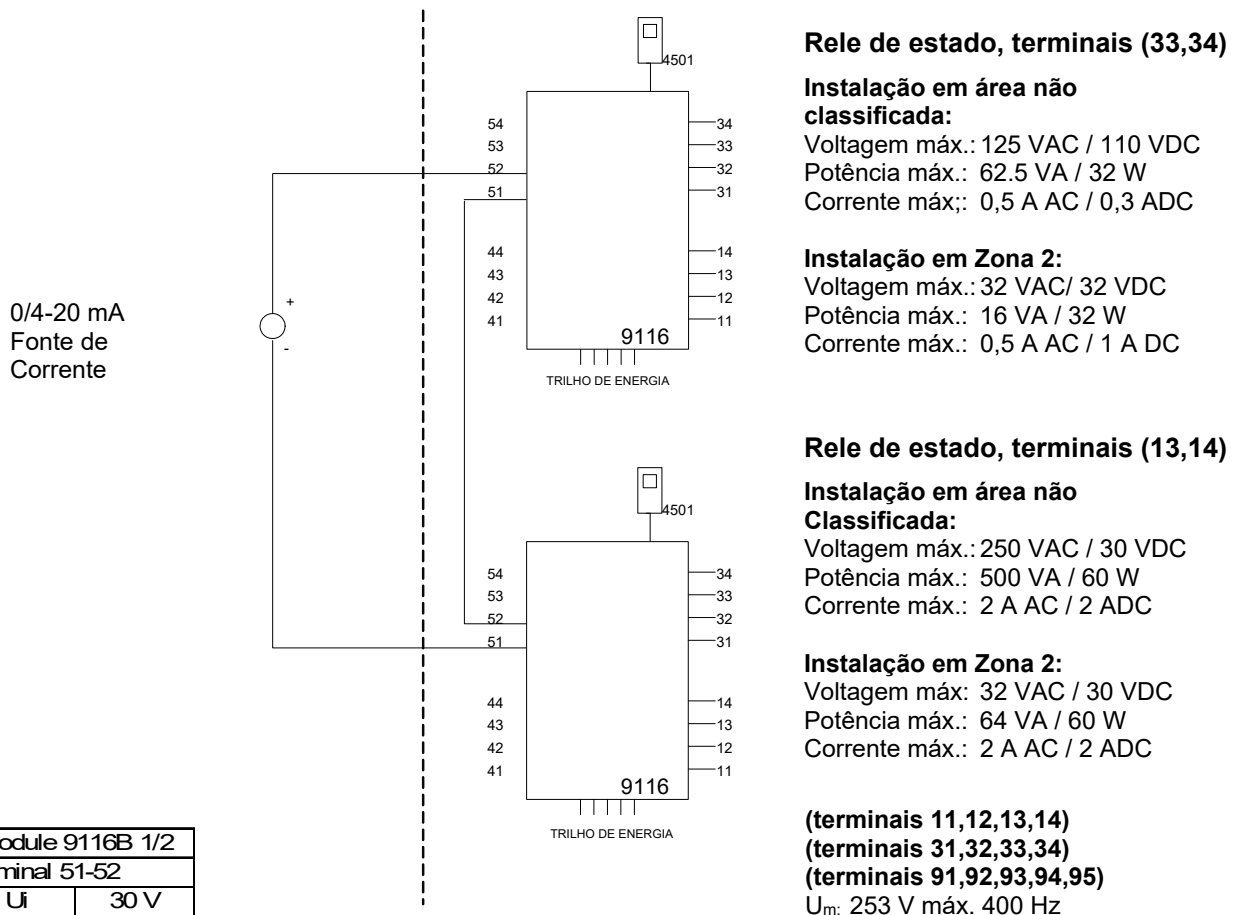 4501
54
53
52
51
44
43
42
41
34
33
32
31
14
13
12
11
9116
TRILHO DE ENERGIA
0/4-20 mA
Fonte de
Corrente
+
-
4501
54
53
52
51
44
43
42
41
34
33
32
31
14
13
12
11
9116
TRILHO DE ENERGIA
odule 9116B 1/2
minal 51-52
Ui 30 V
Rele de estado, terminais (33,34)
Instalação em área não
classificada:
Voltagem máx.: 125 VAC / 110 VDC
Potência máx.: 62.5 VA / 32 W
Corrente máx;: 0,5 A AC / 0,3 ADC
Instalação em Zona 2:
Voltagem máx.: 32 VAC/ 32 VDC
Potência máx.: 16 VA / 32 W
Corrente máx.: 0,5 A AC / 1 A DC
Rele de estado, terminais (13,14)
Instalação em área não
Classificada:
Voltagem máx.: 250 VAC / 30 VDC
Potência máx.: 500 VA / 60 W
Corrente máx.: 2 A AC / 2 ADC
Instalação em Zona 2:
Voltagem máx: 32 VAC / 30 VDC
Potência máx.: 64 VA / 60 W
Corrente máx.: 2 A AC / 2 ADC
(terminais 11,12,13,14)
(terminais 31,32,33,34)
(terminais 91,92,93,94,95)
Um: 253 V máx. 400 Hz